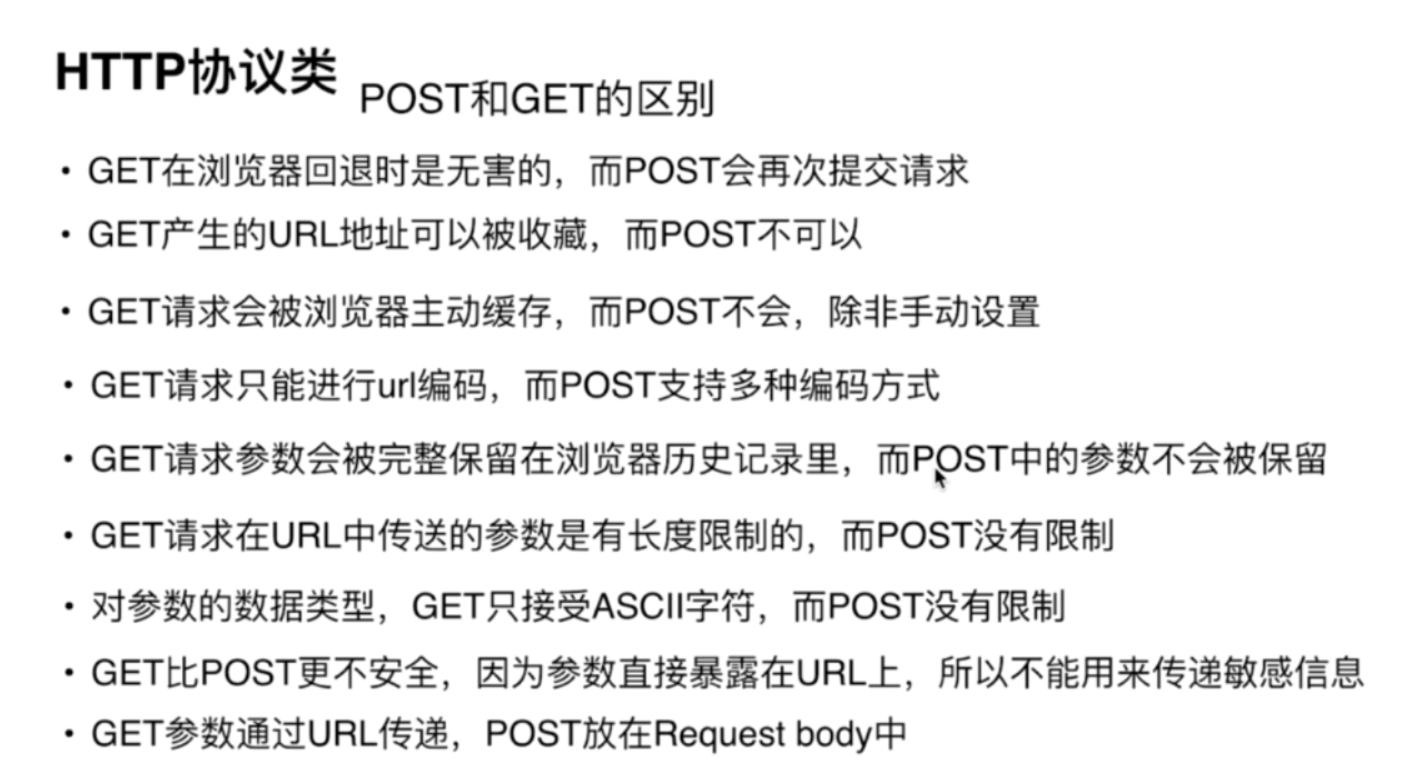 HTTP协议类
POST和GET的区别
• GET在浏览器回退时是无害的，而POST会再次提交请求
• GET产生的URL地址可以被收藏，而POST不可以
• GET请求会被浏览器主动缓存，而POST不会，除非手动设置
• GET请求只能进行url编码，而POST支持多种编码方式
• GET请求参数会被完整保留在浏览器历史记录里，而POST中的参数不会被保留
• GET请求在URL中传送的参数是有长度限制的，而POST没有限制
• 对参数的数据类型，GET只接受ASCII字符，而POST没有限制
• GET比POST更不安全，因为参数直接暴露在URL上，所以不能用来传递敏感信息
• GET参数通过URL传递，POST放在Request body中